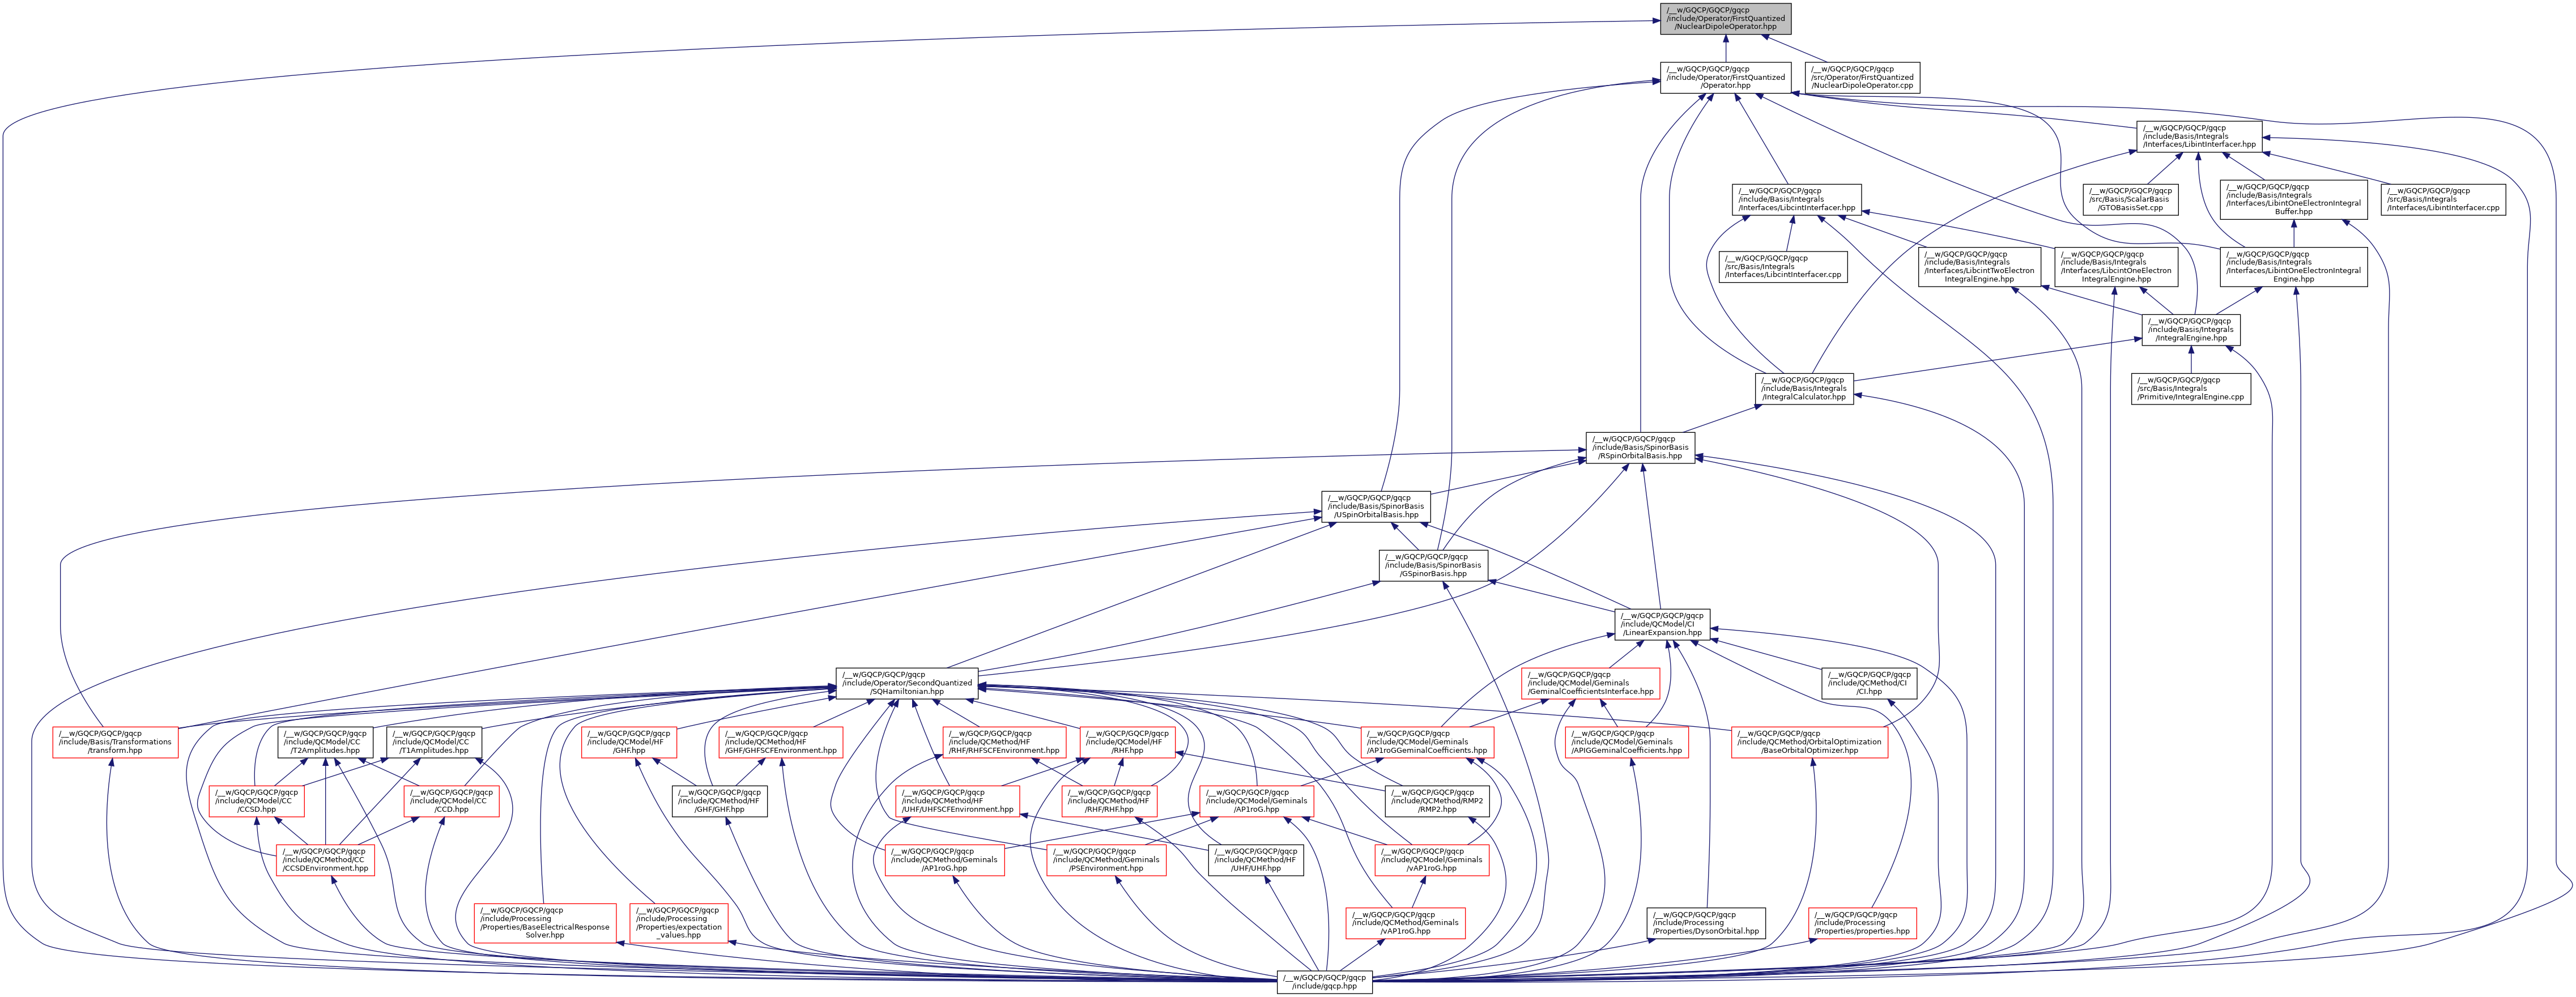 /__w/GQCP/GQCP/gqcp
/include/Operator/FirstQuantized
/NuclearDipoleOperator.hpp
/__w/GQCP/GQCP/gqcp
/include/Operator/FirstQuantized
/Operator.hpp
/__w/GQCP/GQCP/gqcp
/src/Operator/FirstQuantized
/NuclearDipoleOperator.cpp
/__w/GQCP/GQCP/gqcp
/include/Basis/Integrals
/Interfaces/LibintInterfacer.hpp
/__w/GQCP/GQCP/gqcp
/include/Basis/Integrals
/Interfaces/LibcintInterfacer.hpp
/__w/GQCP/GQCP/gqcp
/src/Basis/ScalarBasis
/GTOBasisSet.cpp
/__w/GQCP/GQCP/gqcp
/include/Basis/Integrals
/Interfaces/LibintOneElectronIntegral
Buffer.hpp
/__w/GQCP/GQCP/gqcp
/src/Basis/Integrals
/Interfaces/LibintInterfacer.cpp
/__w/GQCP/GQCP/gqcp
/src/Basis/Integrals
/Interfaces/LibcintInterfacer.cpp
/__w/GQCP/GQCP/gqcp
/include/Basis/Integrals
/Interfaces/LibcintTwoElectron
IntegralEngine.hpp
/__w/GQCP/GQCP/gqcp
/include/Basis/Integrals
/Interfaces/LibcintOneElectron
IntegralEngine.hpp
/__w/GQCP/GQCP/gqcp
/include/Basis/Integrals
/Interfaces/LibintOneElectronIntegral
Engine.hpp
/__w/GQCP/GQCP/gqcp
/include/Basis/Integrals
/IntegralEngine.hpp
/__w/GQCP/GQCP/gqcp
/include/Basis/Integrals
/IntegralCalculator.hpp
/__w/GQCP/GQCP/gqcp
/src/Basis/Integrals
/Primitive/IntegralEngine.cpp
/__w/GQCP/GQCP/gqcp
/include/Basis/SpinorBasis
/RSpinOrbitalBasis.hpp
/__w/GQCP/GQCP/gqcp
/include/Basis/SpinorBasis
/USpinOrbitalBasis.hpp
/__w/GQCP/GQCP/gqcp
/include/Basis/SpinorBasis
/GSpinorBasis.hpp
/__w/GQCP/GQCP/gqcp
/include/QCModel/CI
/LinearExpansion.hpp
/__w/GQCP/GQCP/gqcp
/include/Operator/SecondQuantized
/SQHamiltonian.hpp
/__w/GQCP/GQCP/gqcp
/include/QCModel/Geminals
/GeminalCoefficientsInterface.hpp
/__w/GQCP/GQCP/gqcp
/include/QCMethod/CI
/CI.hpp
/__w/GQCP/GQCP/gqcp
/include/Basis/Transformations
/transform.hpp
/__w/GQCP/GQCP/gqcp
/include/QCModel/CC
/T2Amplitudes.hpp
/__w/GQCP/GQCP/gqcp
/include/QCModel/CC
/T1Amplitudes.hpp
/__w/GQCP/GQCP/gqcp
/include/QCModel/HF
/GHF.hpp
/__w/GQCP/GQCP/gqcp
/include/QCMethod/HF
/GHF/GHFSCFEnvironment.hpp
/__w/GQCP/GQCP/gqcp
/include/QCMethod/HF
/RHF/RHFSCFEnvironment.hpp
/__w/GQCP/GQCP/gqcp
/include/QCModel/HF
/RHF.hpp
/__w/GQCP/GQCP/gqcp
/include/QCModel/Geminals
/AP1roGGeminalCoefficients.hpp
/__w/GQCP/GQCP/gqcp
/include/QCModel/Geminals
/APIGGeminalCoefficients.hpp
/__w/GQCP/GQCP/gqcp
/include/QCMethod/OrbitalOptimization
/BaseOrbitalOptimizer.hpp
/__w/GQCP/GQCP/gqcp
/include/QCModel/CC
/CCSD.hpp
/__w/GQCP/GQCP/gqcp
/include/QCModel/CC
/CCD.hpp
/__w/GQCP/GQCP/gqcp
/include/QCMethod/HF
/GHF/GHF.hpp
/__w/GQCP/GQCP/gqcp
/include/QCMethod/HF
/UHF/UHFSCFEnvironment.hpp
/__w/GQCP/GQCP/gqcp
/include/QCMethod/HF
/RHF/RHF.hpp
/__w/GQCP/GQCP/gqcp
/include/QCModel/Geminals
/AP1roG.hpp
/__w/GQCP/GQCP/gqcp
/include/QCMethod/RMP2
/RMP2.hpp
/__w/GQCP/GQCP/gqcp
/include/QCMethod/CC
/CCSDEnvironment.hpp
/__w/GQCP/GQCP/gqcp
/include/QCMethod/Geminals
/AP1roG.hpp
/__w/GQCP/GQCP/gqcp
/include/QCMethod/Geminals
/PSEnvironment.hpp
/__w/GQCP/GQCP/gqcp
/include/QCMethod/HF
/UHF/UHF.hpp
/__w/GQCP/GQCP/gqcp
/include/QCModel/Geminals
/vAP1roG.hpp
/__w/GQCP/GQCP/gqcp
/include/Processing
/Properties/BaseElectricalResponse
Solver.hpp
/__w/GQCP/GQCP/gqcp
/include/Processing
/Properties/expectation
_values.hpp
/__w/GQCP/GQCP/gqcp
/include/QCMethod/Geminals
/vAP1roG.hpp
/__w/GQCP/GQCP/gqcp
/include/Processing
/Properties/DysonOrbital.hpp
/__w/GQCP/GQCP/gqcp
/include/Processing
/Properties/properties.hpp
/__w/GQCP/GQCP/gqcp
/include/gqcp.hpp